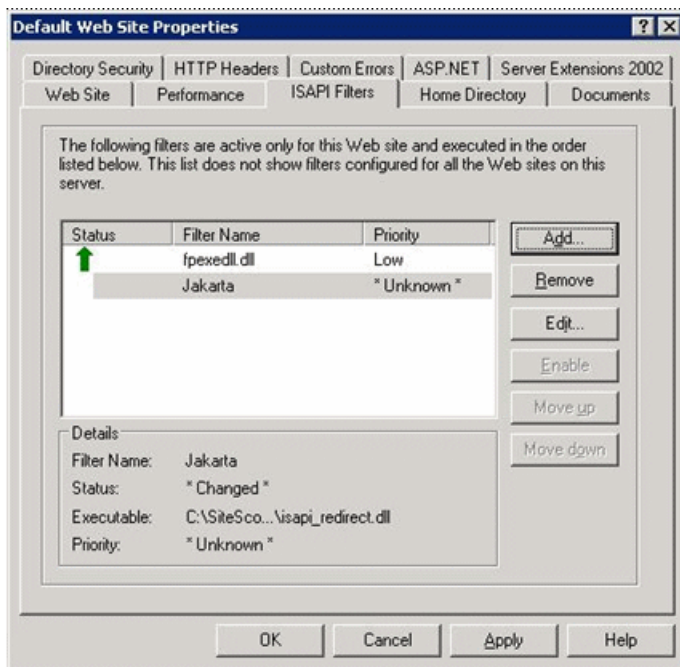 Default Web Site Properties
Directory Security HTTP Headers Custom Errors ASP.NET Server Extensions 2002
Web Site Performance ISAPI Filters Home Directory Documents
The following filters are active only for this Web site and executed in the order
listed below. This list does not show filters configured for all the Web sites on this
server.
Status Filter Name Priority
fpexedll.dll Low
Jakarta * Unknown *
Add...
Remove
Edit...
Enable
Move up
Move down
Details
Filter Name: Jakarta
Status: * Changed *
Executable: C:\SiteSco...\isapi_redirect.dll
Priority: * Unknown *
OK Cancel Apply Help